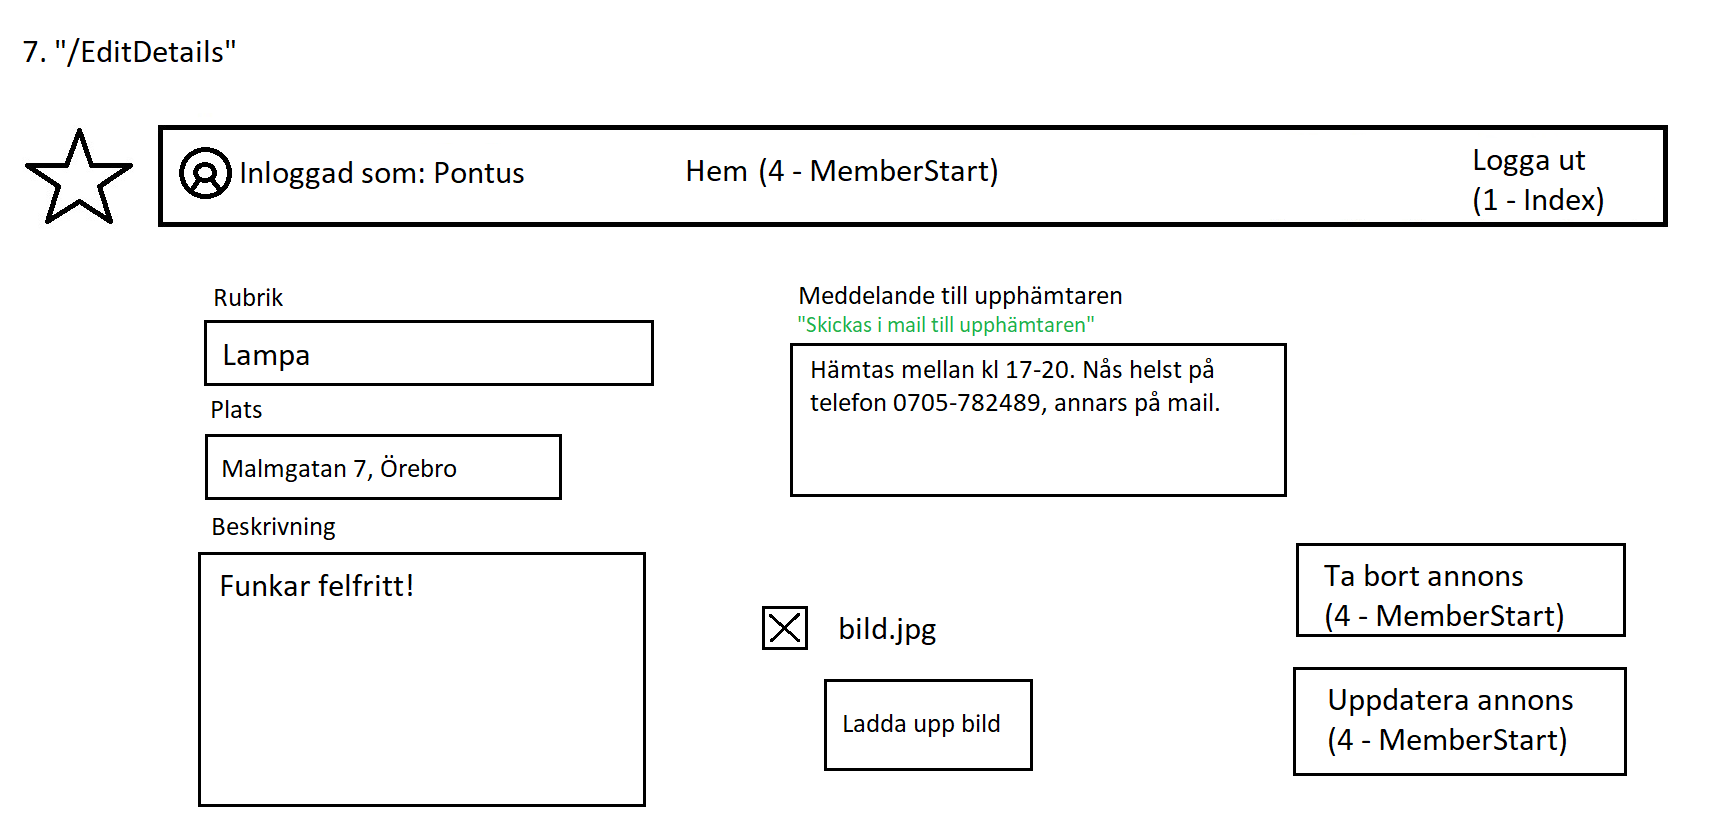 7. "/EditDetails"
Inloggad som: Pontus
Hem (4 - MemberStart)
Logga ut
(1 - Index)
Rubrik
Lampa
Plats
Malmgatan 7, Örebro
Beskrivning
Funkar felfritt!
Meddelande till upphämtaren
"Skickas i mail till upphämtaren"
Hämtas mellan kl 17-20. Nås helst på
telefon 0705-782489, annars på mail.
bild.jpg
Ladda upp bild
Ta bort annons
(4 - MemberStart)
Uppdatera annons
(4 - MemberStart)